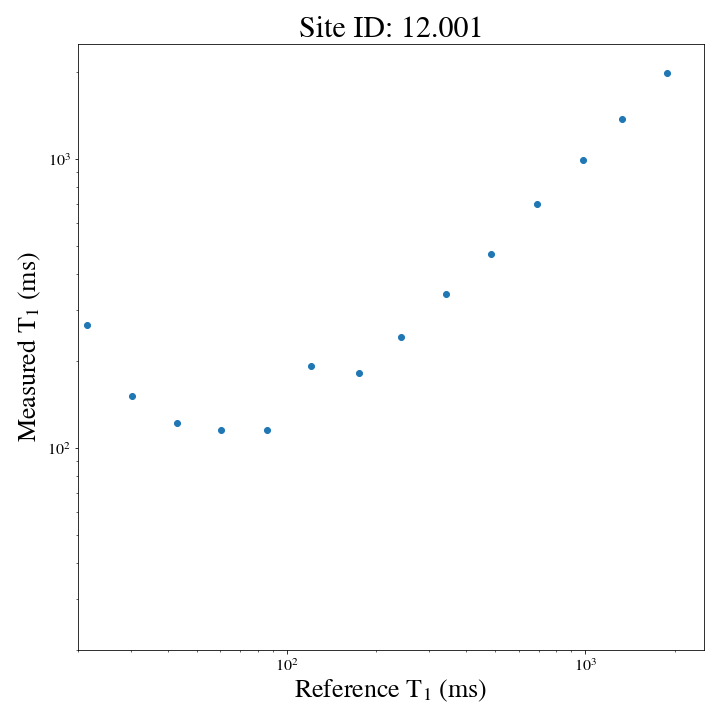 Site ID: 12.001
Measured T₁ (ms)
10³
10²
10²
10³
Reference T₁ (ms)